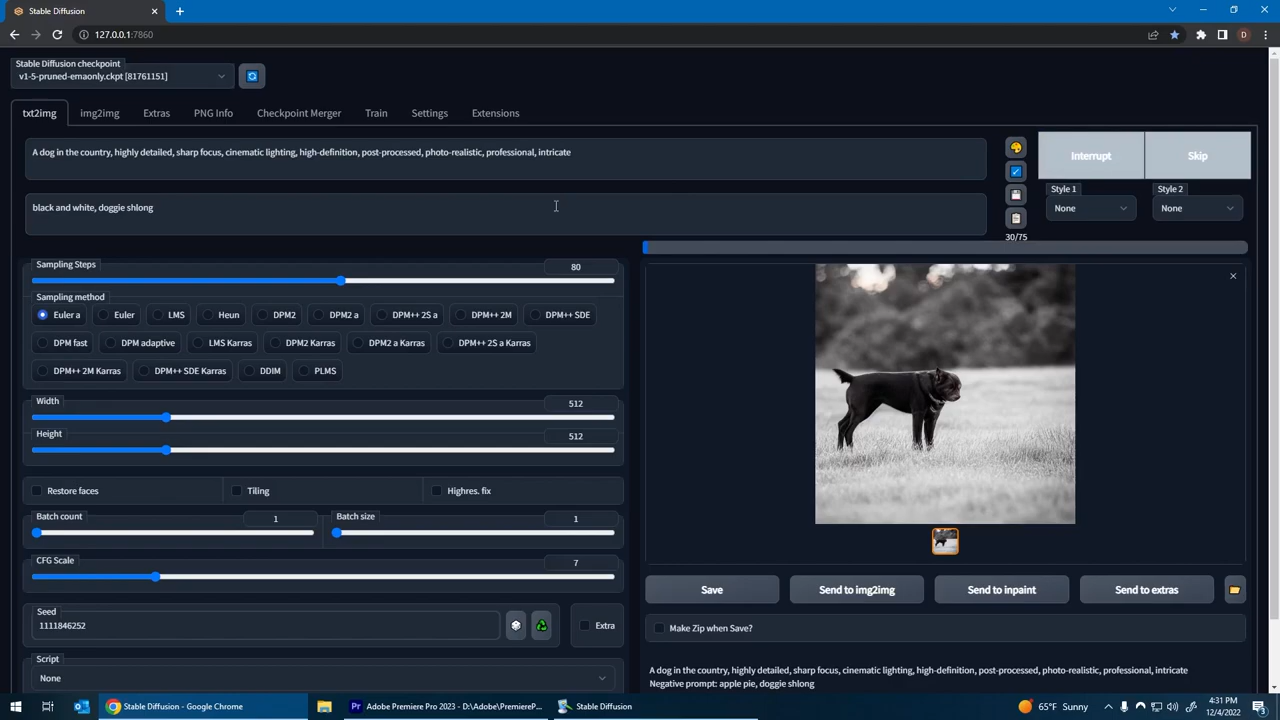 Stable Diffusion
127.0.0.1:7860
D
Stable Diffusion checkpoint
v1-5-pruned-emaonly.ckpt [81761151]
txt2img
img2img
Extras
PNG Info
Checkpoint Merger
Train
Settings
Extensions
A dog in the country, highly detailed, sharp focus, cinematic lighting, high-definition, post-processed, photo-realistic, professional, intricate
black and white, doggie shlong
30/75
Interrupt
Skip
Style 1
Style 2
None
None
Sampling Steps
80
Sampling method
Euler a
Euler
LMS
Heun
DPM2
DPM2 a
DPM++ 2S a
DPM++ 2M
DPM++ SDE
DPM fast
DPM adaptive
LMS Karras
DPM2 Karras
DPM2 a Karras
DPM++ 2S a Karras
DPM++ 2M Karras
DPM++ SDE Karras
DDIM
PLMS
Width
512
Height
512
Restore faces
Tiling
Highres. fix
Batch count
1
Batch size
1
CFG Scale
7
Seed
1111846252
Extra
Script
None
Save
Send to img2img
Send to inpaint
Send to extras
Make Zip when Save?
A dog in the country, highly detailed, sharp focus, cinematic lighting, high-definition, post-processed, photo-realistic, professional, intricate
Negative prompt: apple pie, doggie shlong
Stable Diffusion - Google Chrome
Adobe Premiere Pro 2023 - D:\Adobe\PremiereP...
Stable Diffusion
65°F Sunny
4:31 PM
12/4/2022